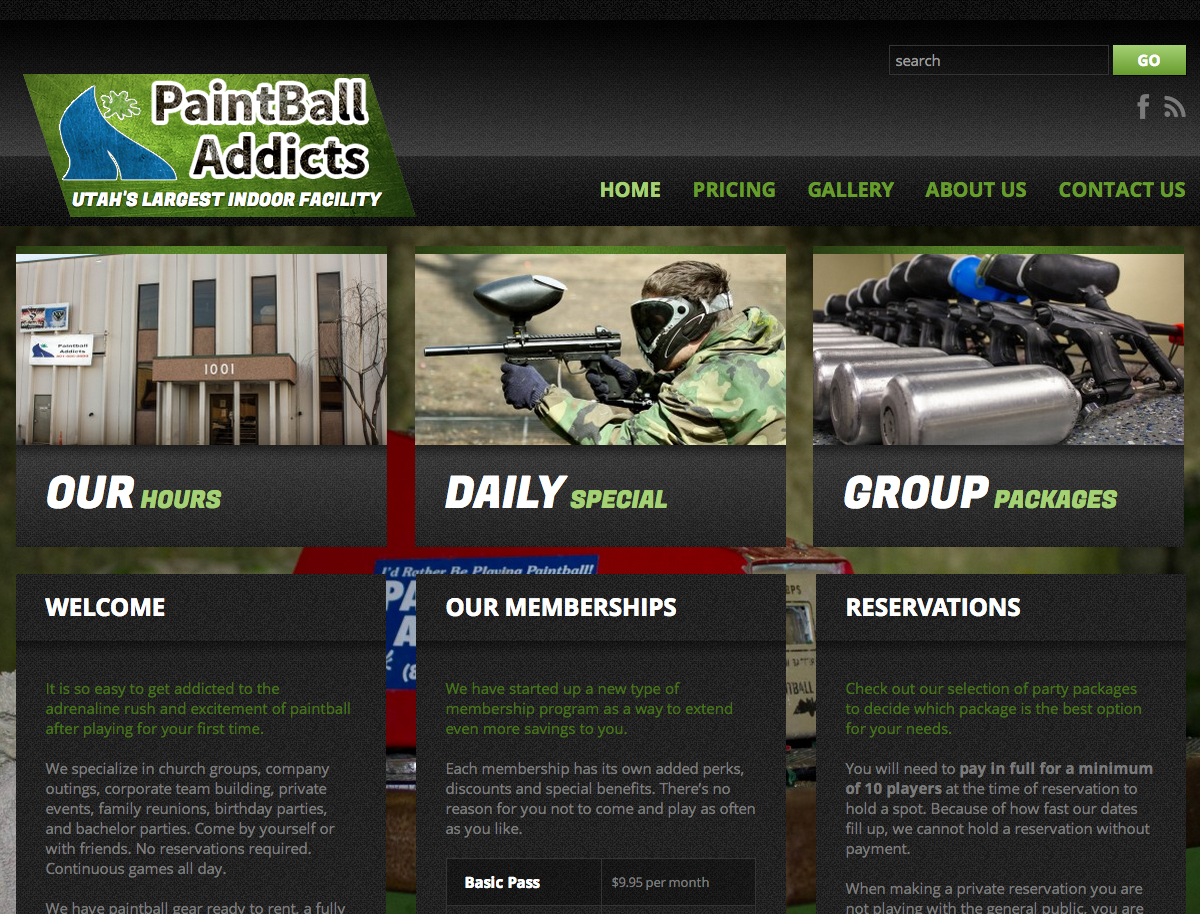 search
GO
PaintBall
Addicts
UTAH'S LARGEST INDOOR FACILITY
HOME
PRICING
GALLERY
ABOUT US
CONTACT US
Paintball
Addicts
1001
OUR HOURS
DAILY SPECIAL
GROUP PACKAGES
I'd Rather Be Playing Paintball!
WELCOME
It is so easy to get addicted to the
adrenaline rush and excitement of paintball
after playing for your first time.
We specialize in church groups, company
outings, corporate team building, private
events, family reunions, birthday parties,
and bachelor parties. Come by yourself or
with friends. No reservations required.
Continuous games all day.
We have paintball gear ready to rent, a fully
OUR MEMBERSHIPS
We have started up a new type of
membership program as a way to extend
even more savings to you.
Each membership has its own added perks,
discounts and special benefits. There's no
reason for you not to come and play as often
as you like.
Basic Pass
$9.95 per month
RESERVATIONS
Check out our selection of party packages
to decide which package is the best option
for your needs.
You will need to pay in full for a minimum
of 10 players at the time of reservation to
hold a spot. Because of how fast our dates
fill up, we cannot hold a reservation without
payment.
When making a private reservation you are
not playing with the general public, you are